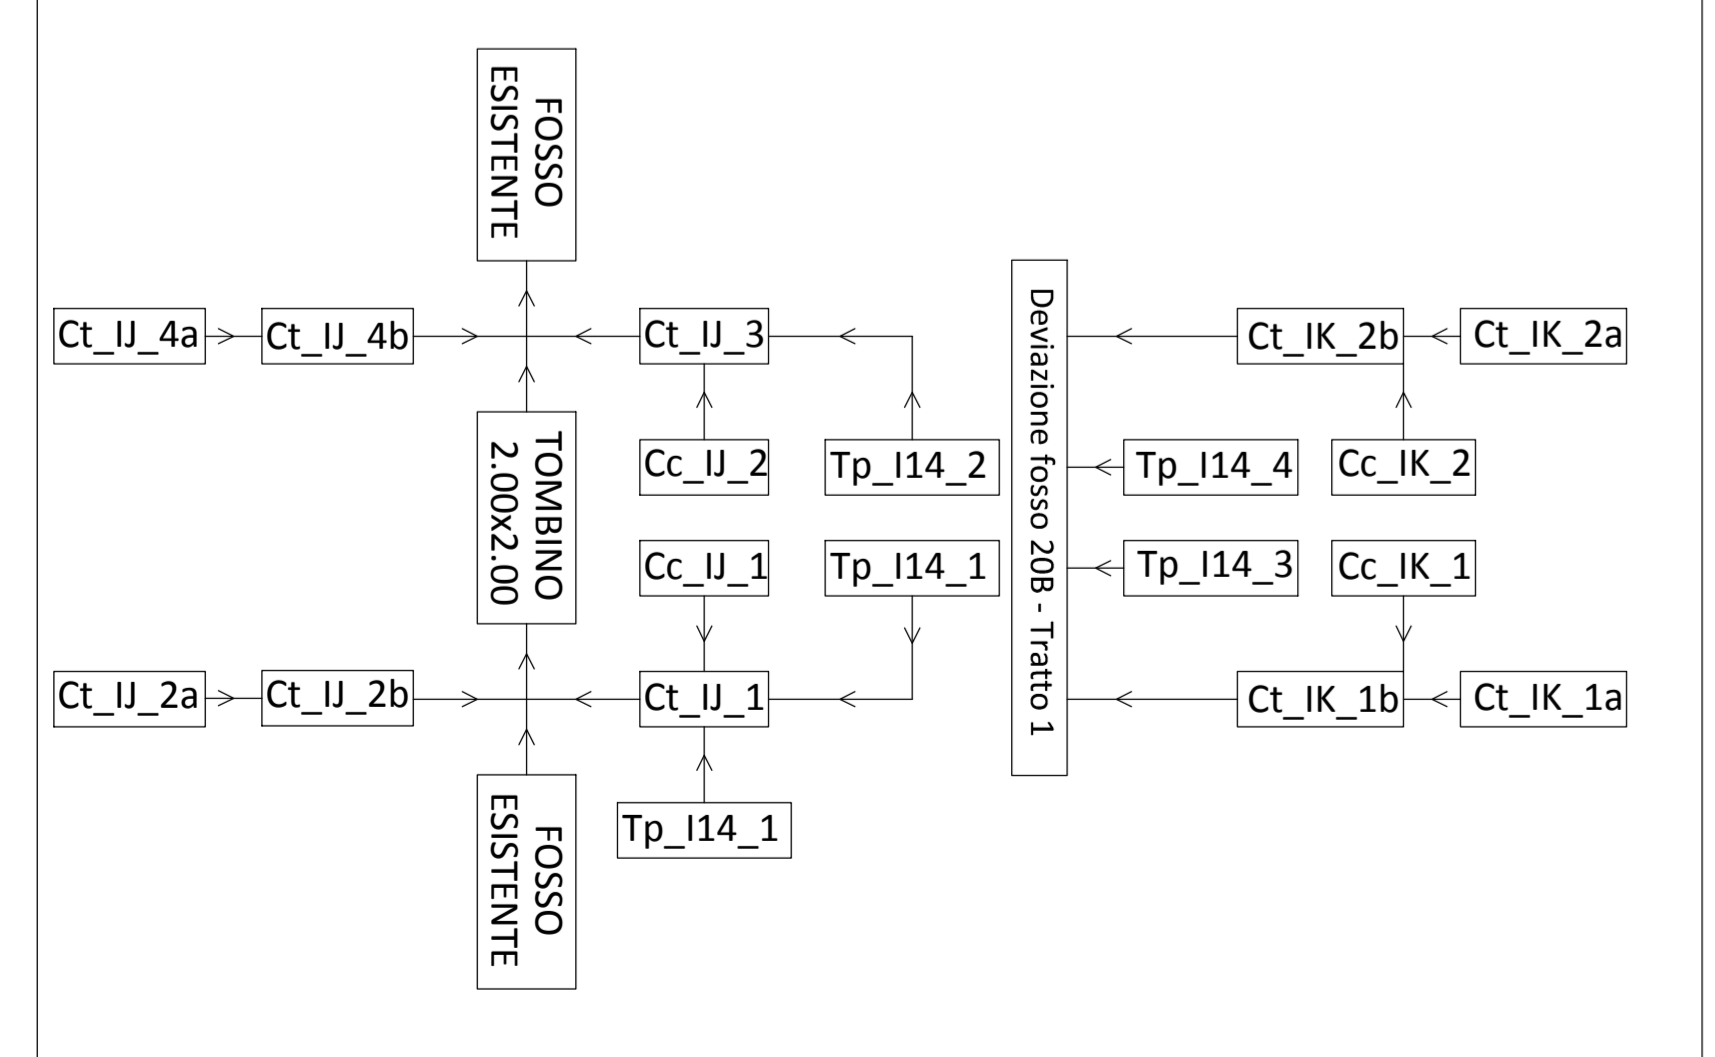 FOSSO
ESISTENTE
Ct_IJ_4a
Ct_IJ_4b
Ct_IJ_3
Ct_IK_2b
Ct_IK_2a
TOMBINO
2.00x2.00
Cc_IJ_2
Tp_I14_2
Deviazione fosso 20B - Tratto 1
Tp_I14_4
Cc_IK_2
Cc_IJ_1
Tp_I14_1
Tp_I14_3
Cc_IK_1
Ct_IJ_2a
Ct_IJ_2b
Ct_IJ_1
Ct_IK_1b
Ct_IK_1a
FOSSO
ESISTENTE
Tp_I14_1